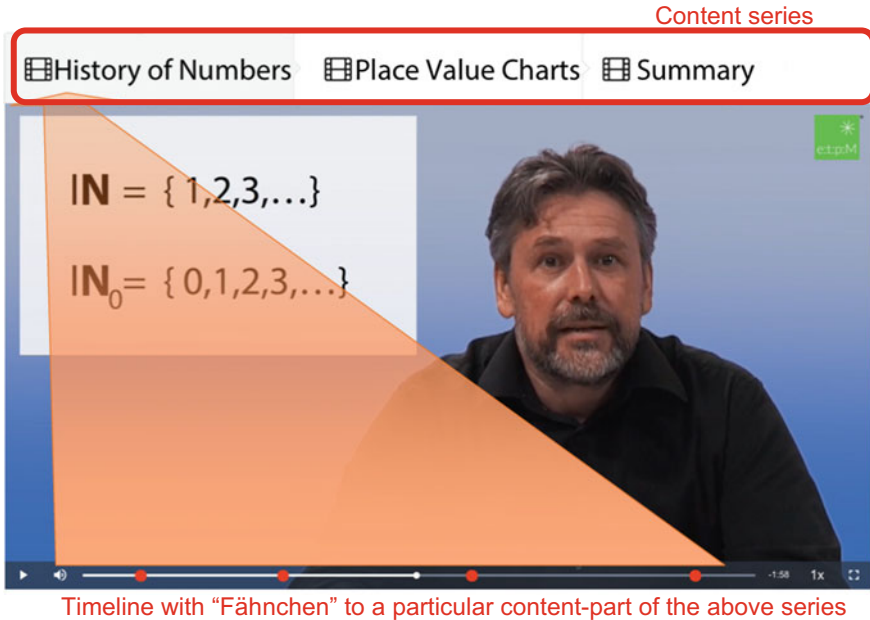 Content series
History of Numbers Place Value Charts Summary
e:t:p:M
IN = { 1,2,3,...}
IN₀= { 0,1,2,3,...}
-1:58 1x
Timeline with “Fähnchen” to a particular content-part of the above series